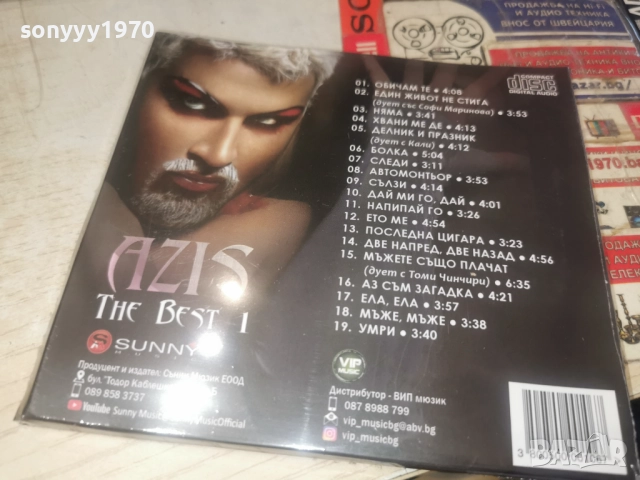 sonyyy1970
ПРОДАЖБА НА HI-FI
И АУДИО ТЕХНИКА
ВНОС ОТ ШВЕЙЦАРИЯ
COMPACT
DISC
DIGITAL AUDIO
01. ОБИЧАМ ТЕ • 4:08
02. ЕДИН ЖИВОТ НЕ СТИГА
(дует със Софи Маринова) • 3:53
03. НЯМА • 3:41
04. ХВАНИ МЕ ДЕ • 4:13
05. ДЕЛНИК И ПРАЗНИК
(дует с Кали) • 4:12
06. БОЛКА • 5:04
07. СЛЕДИ • 3:11
08. АВТОМОНТЬОР • 3:53
09. СЪЛЗИ • 4:14
10. ДАЙ МИ ГО, ДАЙ • 4:01
11. НАПИПАЙ ГО • 3:26
12. ЕТО МЕ • 4:54
13. ПОСЛЕДНА ЦИГАРА • 3:23
14. ДВЕ НАПРЕД, ДВЕ НАЗАД • 4:56
15. МЪЖЕТЕ СЪЩО ПЛАЧАТ
(дует с Томи Чинчири) • 6:35
16. АЗ СЪМ ЗАГАДКА • 4:21
17. ЕЛА, ЕЛА • 3:57
18. МЪЖЕ, МЪЖЕ • 3:38
19. УМРИ • 3:40
AZIS
THE BEST 1
SUNNY
Продуцент и издател: Съни Мюзик ЕООД
бул. "Тодор
089 858 3737
YouTube Sunny
VIP
MUSIC
Дистрибутор - ВИП мюзик
087 8988 799
vip_musicbg@abv.bg
vip_musicbg
BAZAR